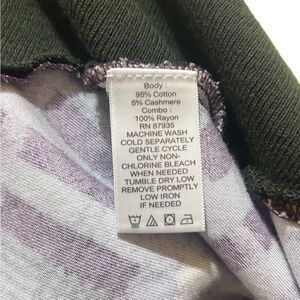 Body :
95% Cotton
5% Cashmere
Combo :
100% Rayon
RN 87935
MACHINE WASH
COLD SEPARATELY
GENTLE CYCLE
ONLY NON-
CHLORINE BLEACH
WHEN NEEDED
TUMBLE DRY LOW
REMOVE PROMPTLY
LOW IRON
IF NEEDED